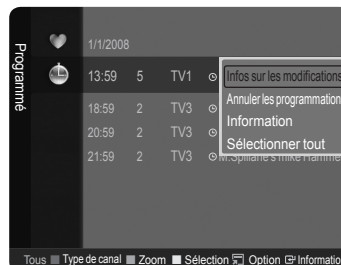 Programmé
1/1/2008
13:59 5 TV1
18:59 2 TV3
20:59 2 TV3
21:59 2 TV3 M.Spillane's mike Hammer
Infos sur les modifications
Annuler les programmation
Information
Sélectionner tout
Tous Type de canal Zoom Sélection Option Informatio